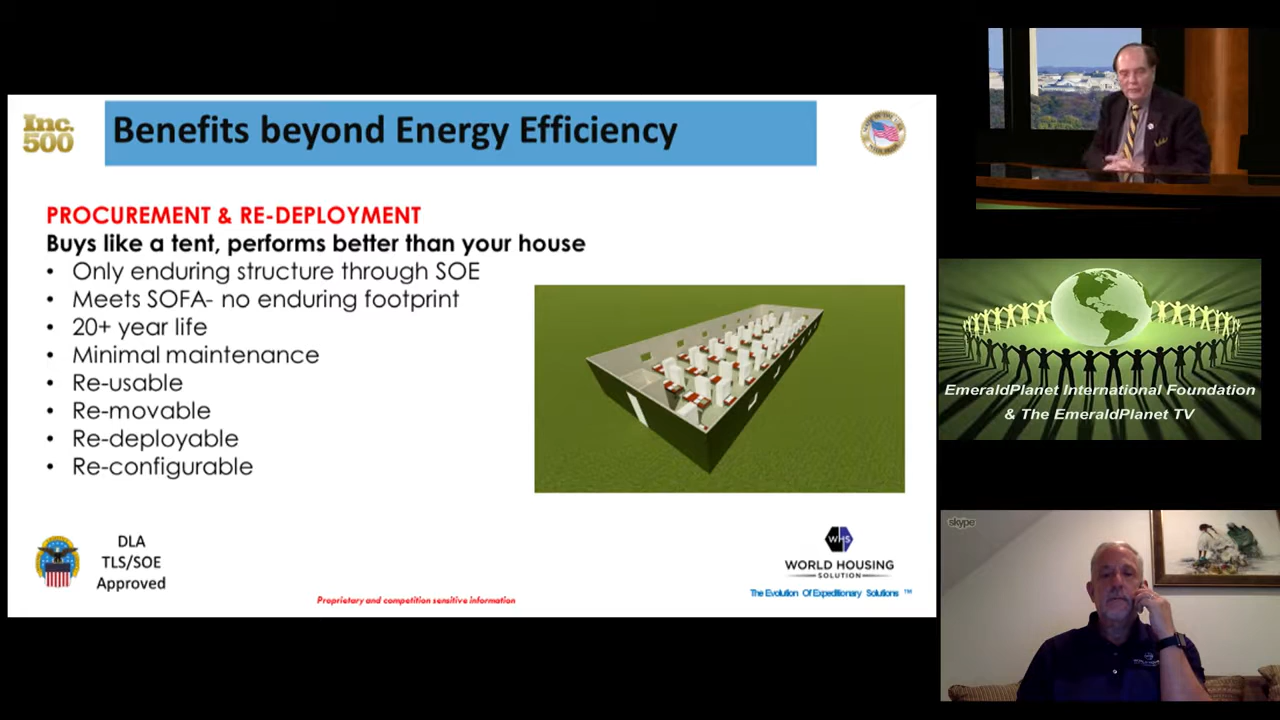 Inc.
500
Benefits beyond Energy Efficiency
PROCUREMENT & RE-DEPLOYMENT
Buys like a tent, performs better than your house
• Only enduring structure through SOE
• Meets SOFA- no enduring footprint
• 20+ year life
• Minimal maintenance
• Re-usable
• Re-movable
• Re-deployable
• Re-configurable
DLA
TLS/SOE
Approved
Proprietary and competition sensitive information
WHS
WORLD HOUSING
SOLUTION
The Evolution Of Expeditionary Solutions ™
EmeraldPlanet International Foundation
& The EmeraldPlanet TV
skype